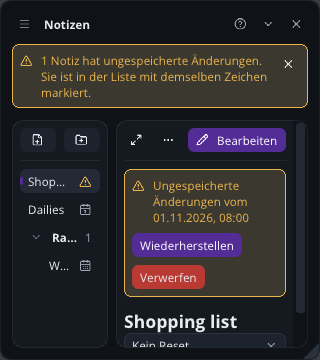 Notizen
1 Notiz hat ungespeicherte Änderungen.
Sie ist in der Liste mit demselben Zeichen
markiert.
Bearbeiten
Shop...
Dailies
Ra... 1
W...
Ungespeicherte
Änderungen vom
01.11.2026, 08:00
Wiederherstellen
Verwerfen
Shopping list
Kein Reset